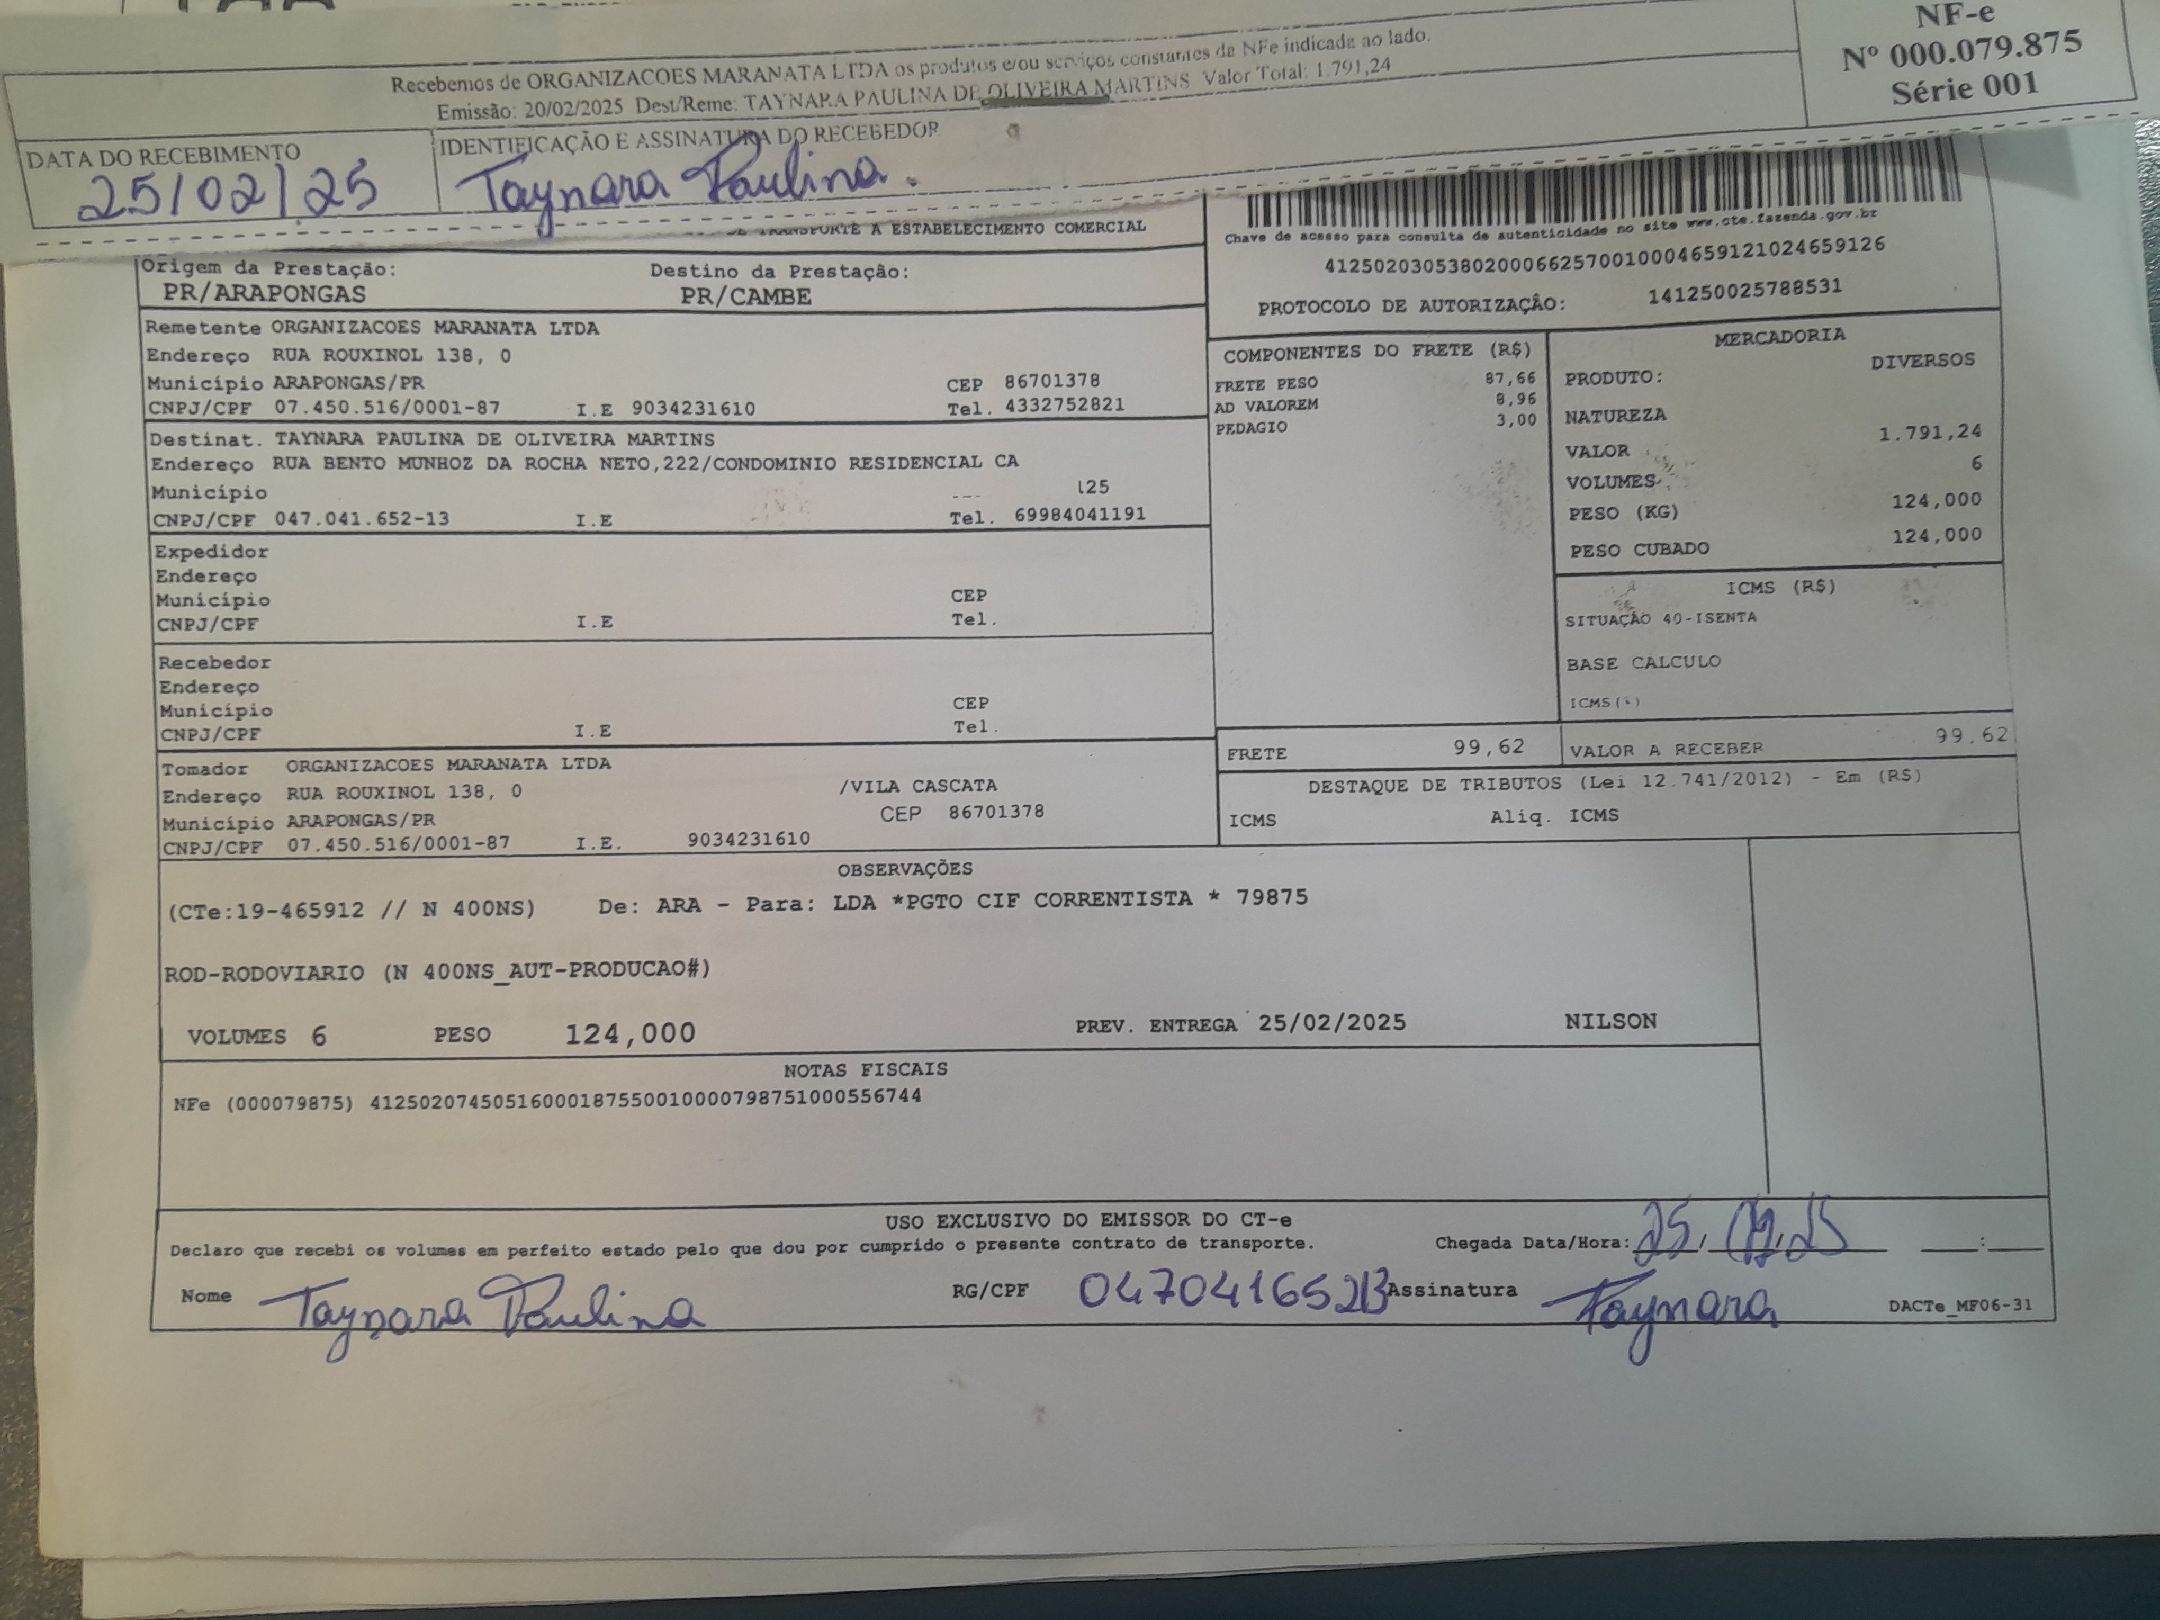 Recebemos de ORGANIZACOES MARANATA LTDA os produtos e/ou serviços constantes da NFe indicada ao lado.
Emissão: 20/02/2025 Dest/Reme: TAYNARA PAULINA DE OLIVEIRA MARTINS Valor Total: 1.791,24
NF-e
Nº 000.079.875
Série 001
DATA DO RECEBIMENTO
25/02/25
IDENTIFICAÇÃO E ASSINATURA DO RECEBEDOR
Taynara Paulina.
TRANSPORTE A ESTABELECIMENTO COMERCIAL
Chave de acesso para consulta de autenticidade no site www.cte.fazenda.gov.br
41250203053802000662570010004659121024659126
PROTOCOLO DE AUTORIZAÇÃO: 141250025788531
Origem da Prestação: Destino da Prestação:
PR/ARAPONGAS PR/CAMBE
Remetente ORGANIZACOES MARANATA LTDA
Endereço RUA ROUXINOL 138, 0
Município ARAPONGAS/PR CEP 86701378
CNPJ/CPF 07.450.516/0001-87 I.E 9034231610 Tel. 4332752821
Destinat. TAYNARA PAULINA DE OLIVEIRA MARTINS
Endereço RUA BENTO MUNHOZ DA ROCHA NETO,222/CONDOMINIO RESIDENCIAL CA
Município 125
CNPJ/CPF 047.041.652-13 I.E Tel. 69984041191
Expedidor
Endereço
Município CEP
CNPJ/CPF I.E Tel.
Recebedor
Endereço
Município CEP
CNPJ/CPF I.E Tel.
Tomador ORGANIZACOES MARANATA LTDA
Endereço RUA ROUXINOL 138, 0 /VILA CASCATA
Município ARAPONGAS/PR CEP 86701378
CNPJ/CPF 07.450.516/0001-87 I.E. 9034231610
COMPONENTES DO FRETE (R$)
FRETE PESO 87,66
AD VALOREM 8,96
PEDAGIO 3,00
MERCADORIA
PRODUTO: DIVERSOS
NATUREZA
VALOR 1.791,24
VOLUMES 6
PESO (KG) 124,000
PESO CUBADO 124,000
ICMS (R$)
SITUAÇÃO 40-ISENTA
BASE CALCULO
ICMS(%)
FRETE 99,62 VALOR A RECEBER 99,62
DESTAQUE DE TRIBUTOS (Lei 12.741/2012) - Em (R$)
ICMS Aliq. ICMS
OBSERVAÇÕES
(CTe:19-465912 // N 400NS) De: ARA - Para: LDA *PGTO CIF CORRENTISTA * 79875
ROD-RODOVIARIO (N 400NS_AUT-PRODUCAO#)
VOLUMES 6 PESO 124,000 PREV. ENTREGA 25/02/2025 NILSON
NOTAS FISCAIS
NFe (000079875) 41250207450516000187550010000798751000556744
USO EXCLUSIVO DO EMISSOR DO CT-e
Declaro que recebi os volumes em perfeito estado pelo que dou por cumprido o presente contrato de transporte. Chegada Data/Hora: 25/02/25 :
Nome Taynara Paulina RG/CPF 04704165213 Assinatura Taynara
DACTe_MF06-31